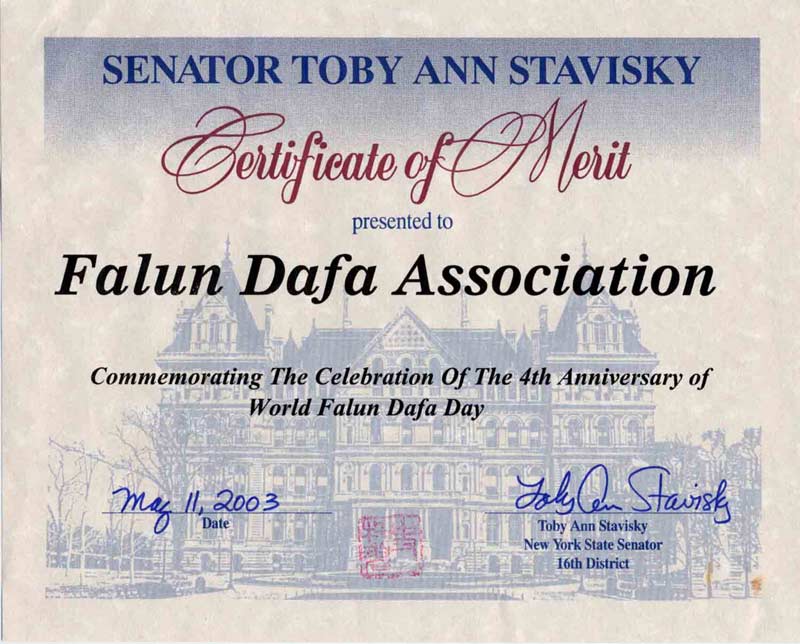 SENATOR TOBY ANN STAVISKY
Certificate of Merit
presented to
Falun Dafa Association
Commemorating The Celebration Of The 4th Anniversary of
World Falun Dafa Day
May 11, 2003
Date
Toby Ann Stavisky
Toby Ann Stavisky
New York State Senator
16th District